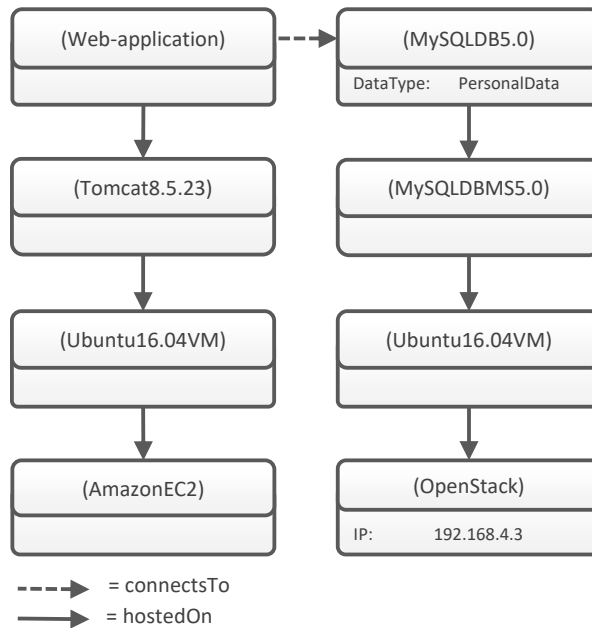 (Web-application)
(MySQLDB5.0)
DataType: PersonalData
(Tomcat8.5.23)
(MySQLDBMS5.0)
(Ubuntu16.04VM)
(Ubuntu16.04VM)
(AmazonEC2)
(OpenStack)
IP: 192.168.4.3
= connectsTo
= hostedOn